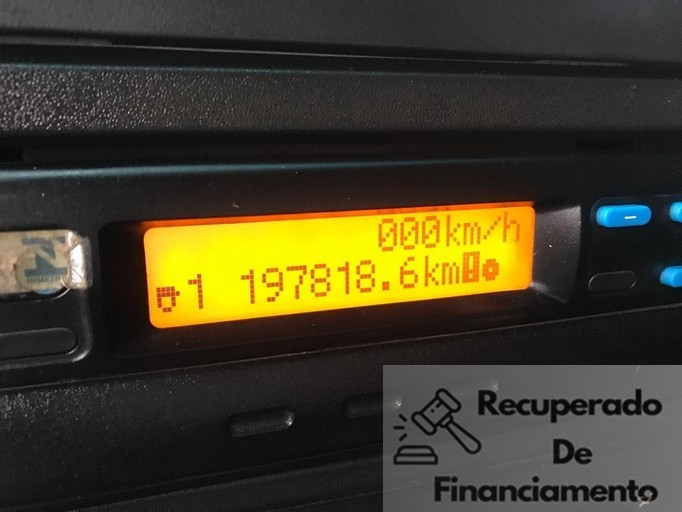 000km/h
1 197818.6km!
Recuperado
De
Financiamento